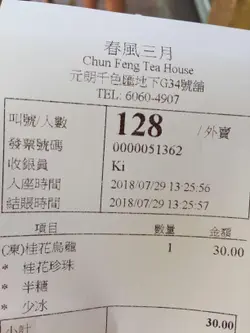 春風三月
Chun Feng Tea House
元朗千色匯地下G34號舖
TEL: 6060-4907
叫號/人數 128 /外賣
發票號碼 0000051362
收銀員 Ki
入座時間 2018/07/29 13:25:56
結賬時間 2018/07/29 13:25:57
項目 數量 金額
(凍)桂花烏龍 1 30.00
* 桂花珍珠
* 半糖
* 少冰
小計 30.00